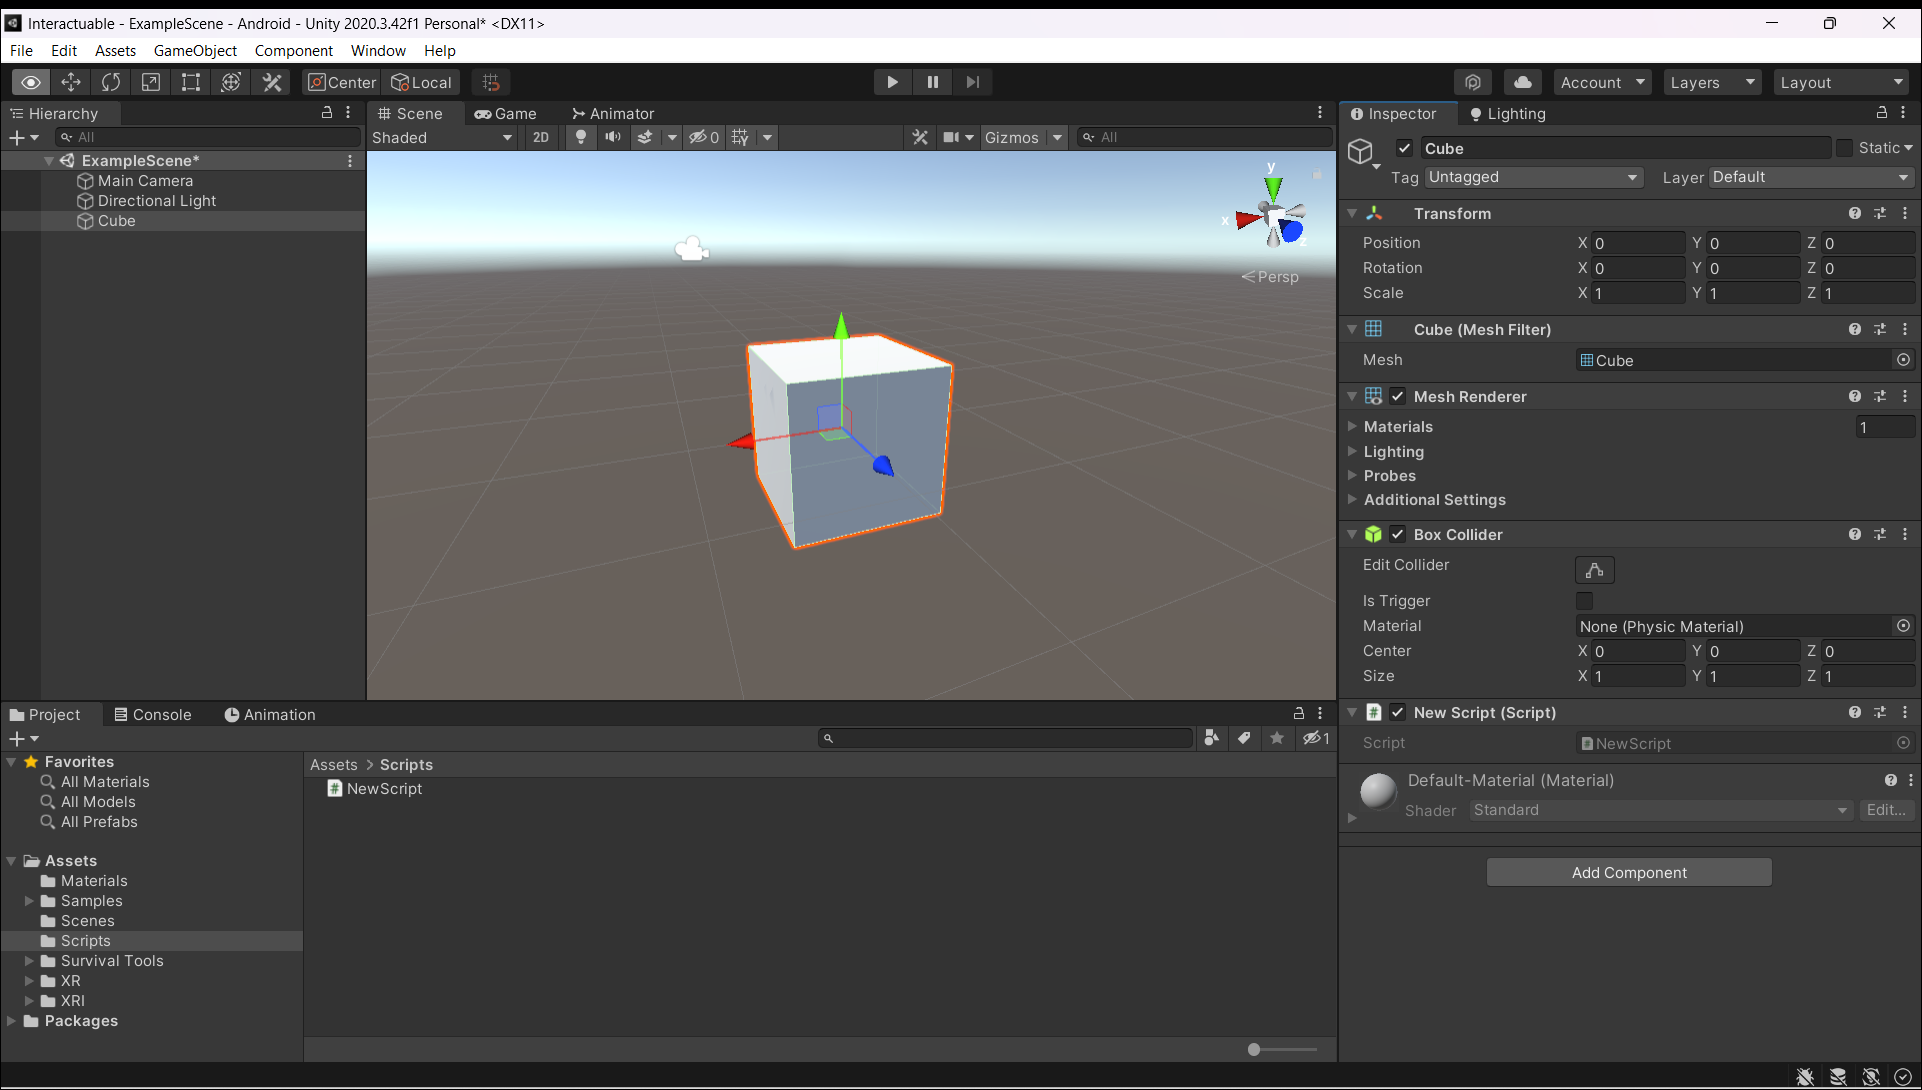 Interactuable - ExampleScene - Android - Unity 2020.3.42f1 Personal* <DX11>
File Edit Assets GameObject Component Window Help
Center Local Account Layers Layout
Hierarchy
All
ExampleScene*
Main Camera
Directional Light
Cube
Scene Game Animator
Shaded 2D 0 Gizmos All
y
x
z
Persp
Inspector Lighting
Cube Static
Tag Untagged Layer Default
Transform
Position X 0 Y 0 Z 0
Rotation X 0 Y 0 Z 0
Scale X 1 Y 1 Z 1
Cube (Mesh Filter)
Mesh Cube
Mesh Renderer
Materials 1
Lighting
Probes
Additional Settings
Box Collider
Edit Collider
Is Trigger
Material None (Physic Material)
Center X 0 Y 0 Z 0
Size X 1 Y 1 Z 1
New Script (Script)
Script NewScript
Default-Material (Material)
Shader Standard Edit...
Add Component
Project Console Animation
1
Favorites
All Materials
All Models
All Prefabs
Assets
Materials
Samples
Scenes
Scripts
Survival Tools
XR
XRI
Packages
Assets > Scripts
NewScript